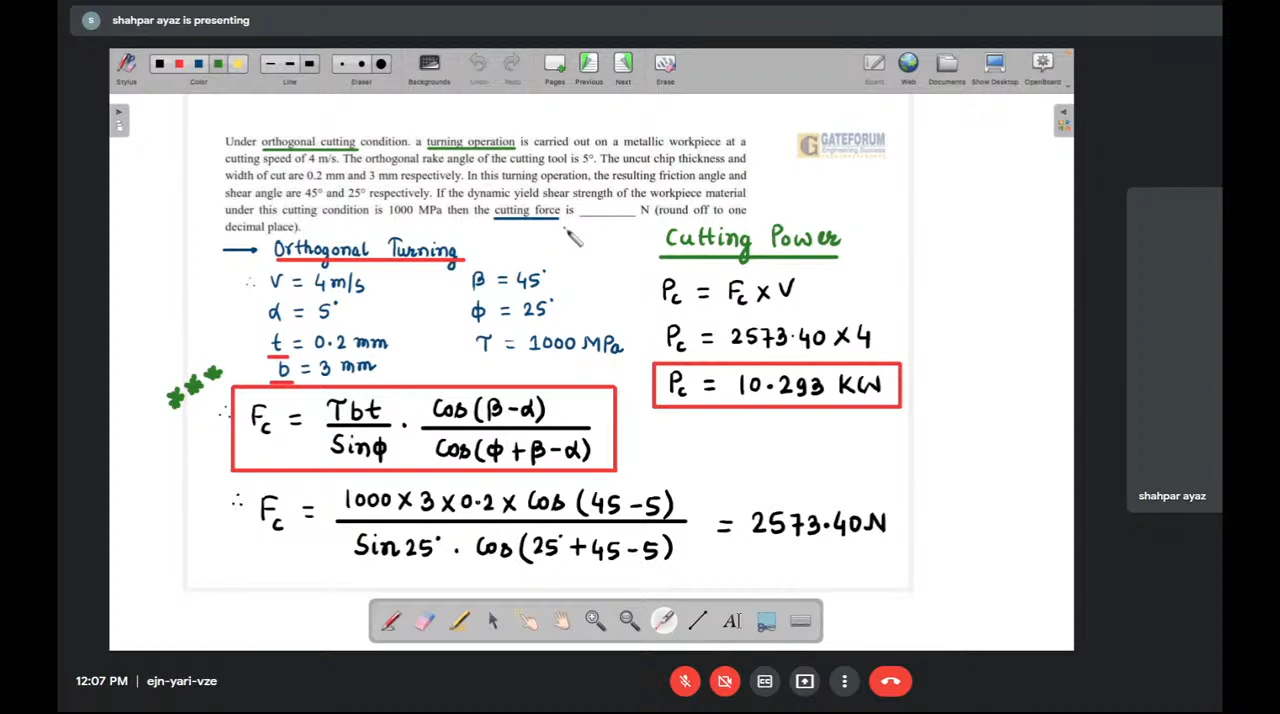 s shahpar ayaz is presenting
Stylus Color Line Eraser Backgrounds Undo Redo Pages Previous Next Erase Board Web Documents Show Desktop OpenBoard
GATEFORUM
Engineering Success
Under orthogonal cutting condition. a turning operation is carried out on a metallic workpiece at a
cutting speed of 4 m/s. The orthogonal rake angle of the cutting tool is 5°. The uncut chip thickness and
width of cut are 0.2 mm and 3 mm respectively. In this turning operation, the resulting friction angle and
shear angle are 45° and 25° respectively. If the dynamic yield shear strength of the workpiece material
under this cutting condition is 1000 MPa then the cutting force is ________ N (round off to one
decimal place).
→ Orthogonal Turning
∴ V = 4 m/s β = 45°
α = 5° ϕ = 25°
t = 0.2 mm τ = 1000 MPa
b = 3 mm
∴ Fc = τbt / Sinϕ · Cos(β-α) / Cos(ϕ+β-α)
∴ Fc = 1000 × 3 × 0.2 × Cos (45-5) / Sin25° · Cos(25°+45-5) = 2573.40N
Cutting Power
Pc = Fc × V
Pc = 2573.40 × 4
Pc = 10.293 KW
shahpar ayaz
AI
12:07 PM | ejn-yari-vze